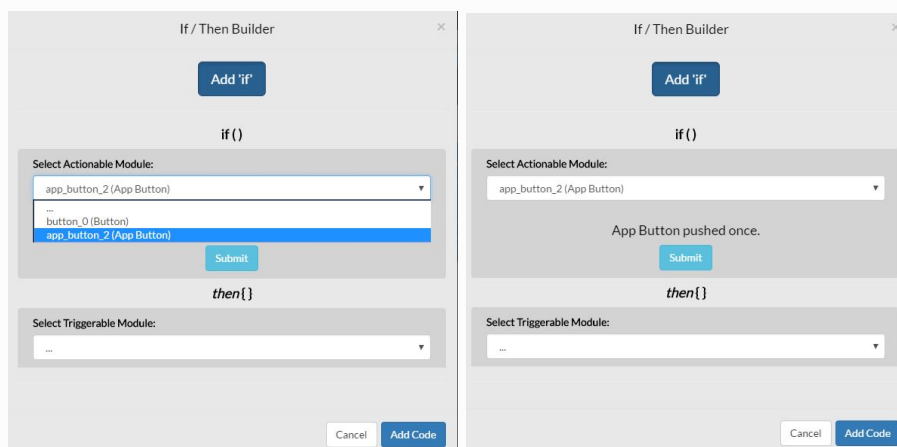 If / Then Builder
×
Add 'if'
if ( )
Select Actionable Module:
app_button_2 (App Button)
...
button_0 (Button)
app_button_2 (App Button)
Submit
then{ }
Select Triggerable Module:
...
Cancel
Add Code
If / Then Builder
×
Add 'if'
if ( )
Select Actionable Module:
app_button_2 (App Button)
App Button pushed once.
Submit
then{ }
Select Triggerable Module:
...
Cancel
Add Code